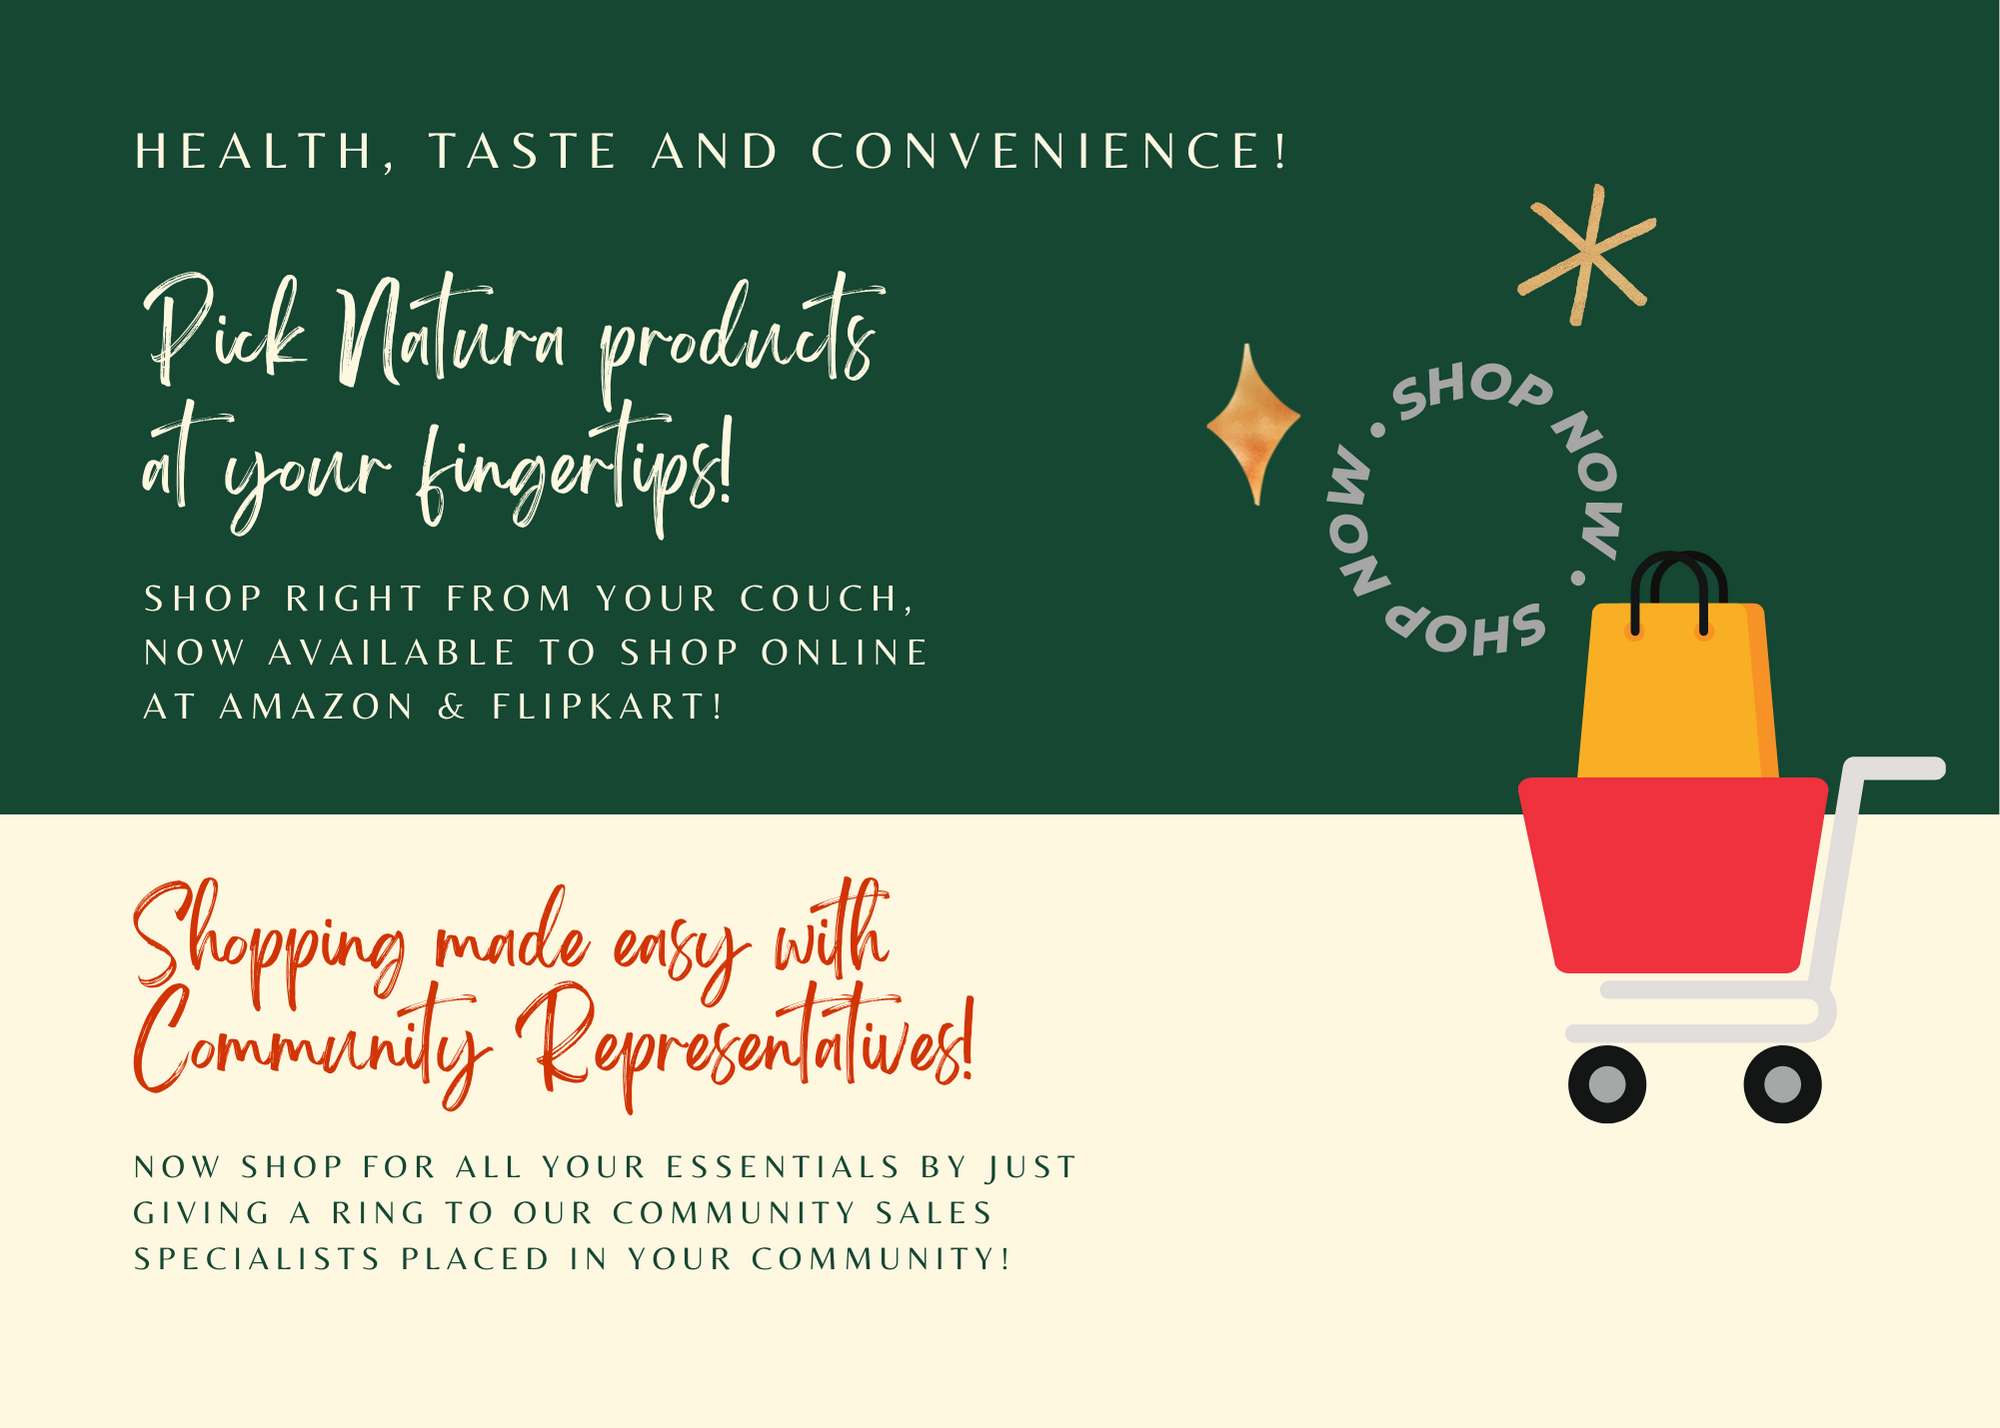 HEALTH, TASTE AND CONVENIENCE!
Pick Natura products
at your fingertips!
SHOP RIGHT FROM YOUR COUCH,
NOW AVAILABLE TO SHOP ONLINE
AT AMAZON & FLIPKART!
• SHOP NOW • SHOP NOW
Shopping made easy with
Community Representatives!
NOW SHOP FOR ALL YOUR ESSENTIALS BY JUST
GIVING A RING TO OUR COMMUNITY SALES
SPECIALISTS PLACED IN YOUR COMMUNITY!